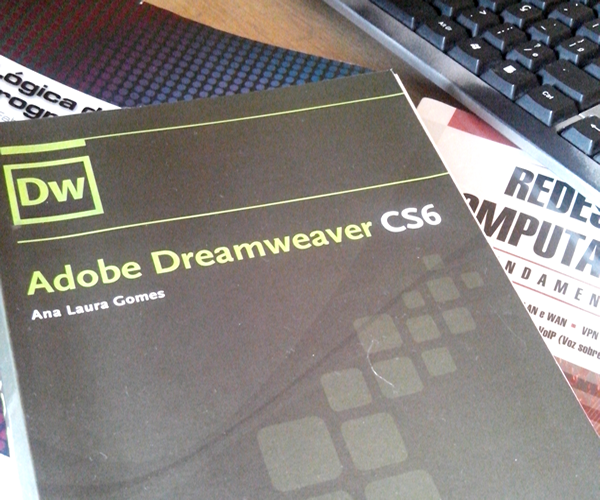 Lógica d
rogr
Dw
Adobe Dreamweaver CS6
Ana Laura Gomes
REDES
OMPUTA
NDAMEN
AN e WAN • VPN
VoIP (Voz sobre